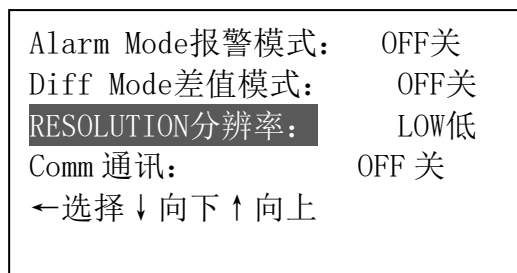 Alarm Mode报警模式： OFF关
Diff Mode差值模式： OFF关
RESOLUTION分辨率： LOW低
Comm 通讯： OFF 关
←选择↓向下↑向上